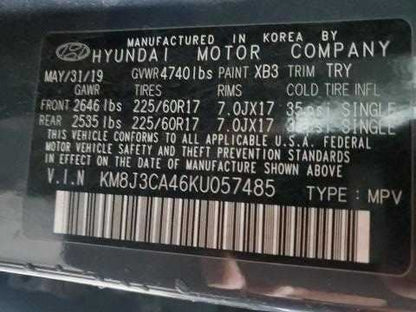 MANUFACTURED IN KOREA BY
HYUNDAI MOTOR COMPANY
MAY/31/19 GVWR 4740lbs PAINT XB3 TRIM TRY
GAWR TIRES RIMS COLD TIRE INFL
FRONT 2646 lbs 225/60R17 7.0JX17 35 psi SINGLE
REAR 2535 lbs 225/60R17 7.0JX17 SINGLE
THIS VEHICLE CONFORMS TO ALL APPLICABLE U.S.A. FEDERAL
MOTOR VEHICLE SAFETY BUMPER AND THEFT PREVENTION STANDARDS
IN EFFECT ON THE DATE OF MANUFACTURE SHOWN ABOVE
V.I.N KM8J3CA46KU057485 TYPE : MPV